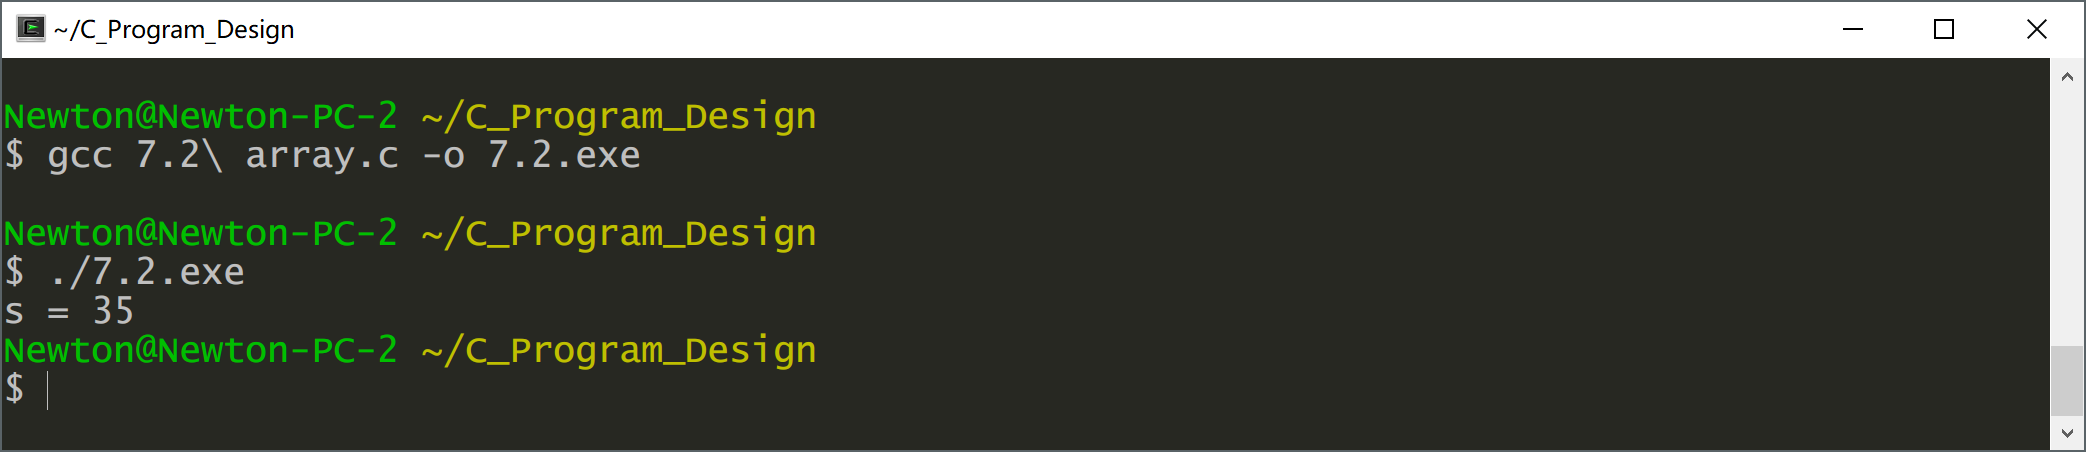 ~/C_Program_Design
Newton@Newton-PC-2 ~/C_Program_Design
$ gcc 7.2\ array.c -o 7.2.exe
Newton@Newton-PC-2 ~/C_Program_Design
$ ./7.2.exe
s = 35
Newton@Newton-PC-2 ~/C_Program_Design
$